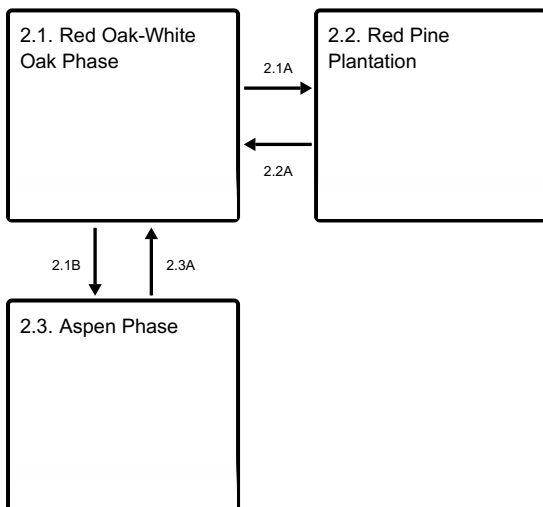 2.1. Red Oak-White
Oak Phase
2.2. Red Pine
Plantation
2.1A
2.2A
2.1B
2.3A
2.3. Aspen Phase